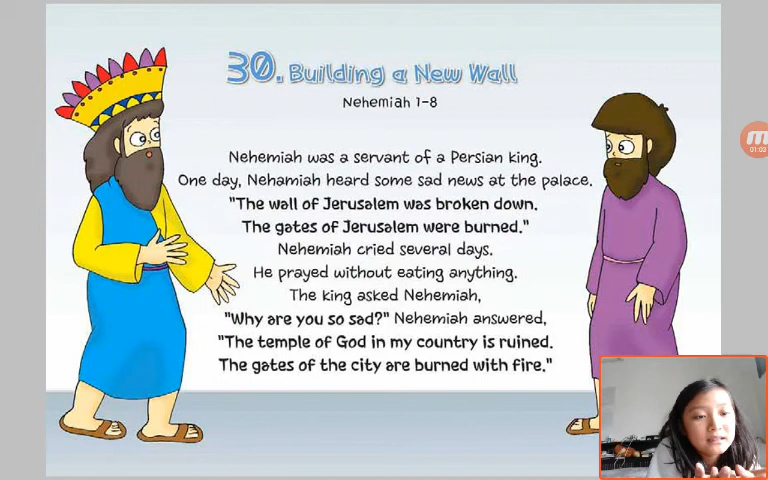 30. Building a New Wall
Nehemiah 1-8
Nehemiah was a servant of a Persian king.
One day, Nehamiah heard some sad news at the palace.
"The wall of Jerusalem was broken down.
The gates of Jerusalem were burned."
Nehemiah cried several days.
He prayed without eating anything.
The king asked Nehemiah,
"Why are you so sad?" Nehemiah answered,
"The temple of God in my country is ruined.
The gates of the city are burned with fire."
M
01:03